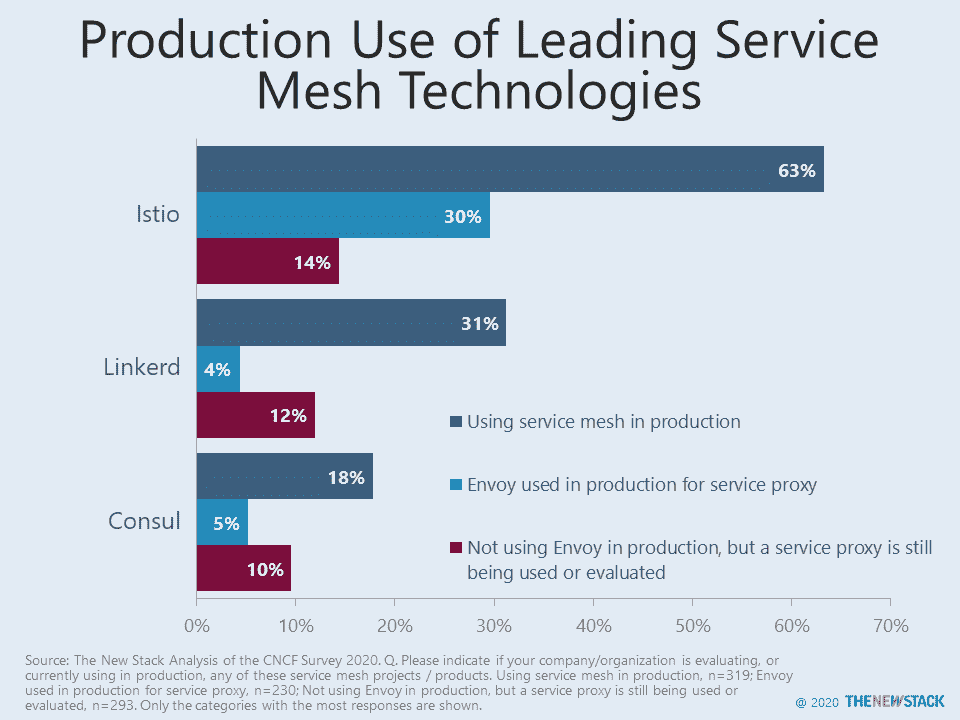 Production Use of Leading Service
Mesh Technologies
Istio
63%
30%
14%
Linkerd
31%
4%
12%
Consul
18%
5%
10%
Using service mesh in production
Envoy used in production for service proxy
Not using Envoy in production, but a service proxy is still
being used or evaluated
0% 10% 20% 30% 40% 50% 60% 70%
Source: The New Stack Analysis of the CNCF Survey 2020. Q. Please indicate if your company/organization is evaluating, or
currently using in production, any of these service mesh projects / products. Using service mesh in production, n=319; Envoy
used in production for service proxy, n=230; Not using Envoy in production, but a service proxy is still being used or
evaluated, n=293. Only the categories with the most responses are shown.
@ 2020 THENEWSTACK